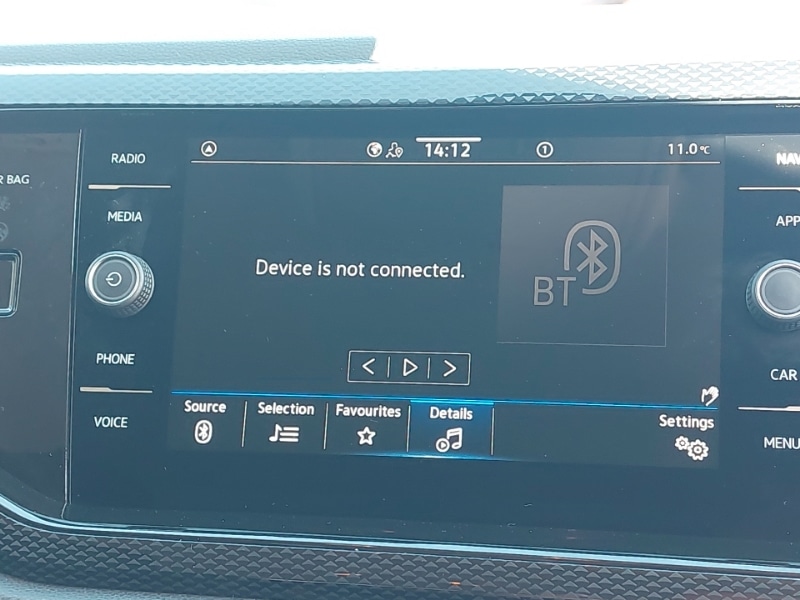 RADIO
14:12
1
11.0°C
NAV
R BAG
MEDIA
APP
Device is not connected.
BT
PHONE
CAR
VOICE
Source
Selection
Favourites
Details
Settings
MENU